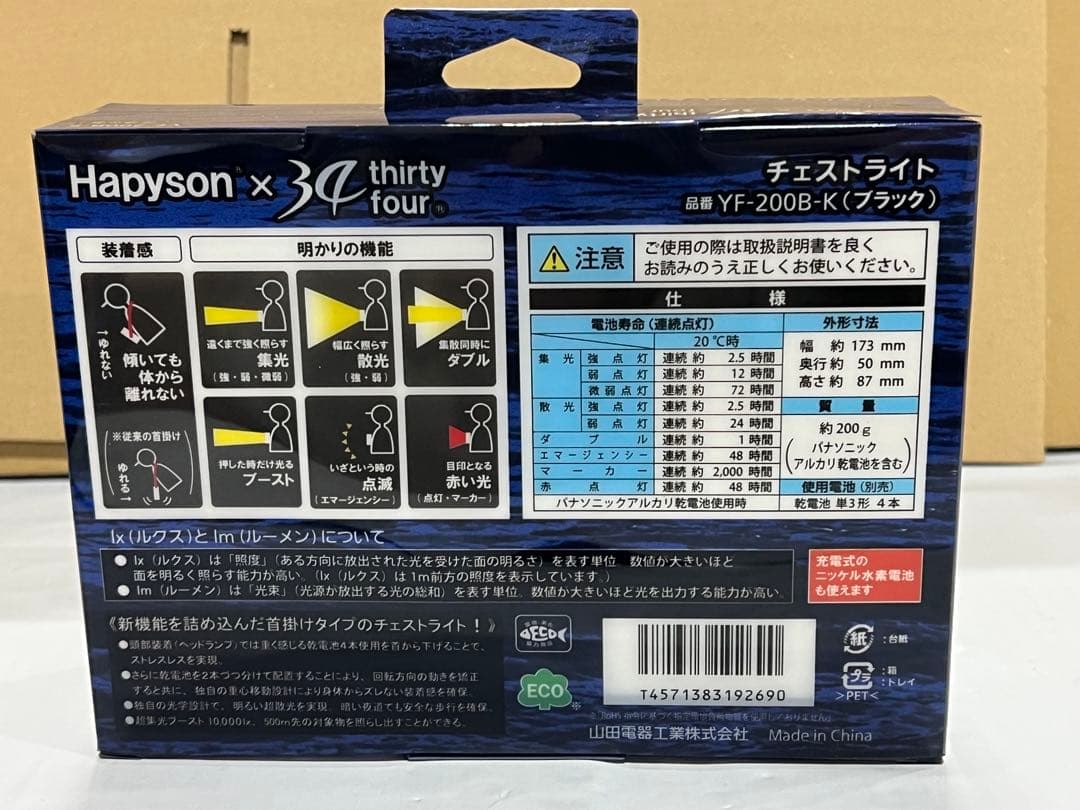 Hapyson® × 34 thirty four®
チェストライト
品番 YF-200B-K(ブラック)
装着感
明かりの機能
←ゆれない
傾いても
体から
離れない
※従来の首掛け
ゆれる→
遠くまで強く照らす
集光
(強・弱・微弱)
幅広く照らす
散光
(強・弱)
集散同時に
ダブル
押した時だけ光る
ブースト
いざという時の
点滅
(エマージェンシー)
目印となる
赤い光
(点灯・マーカー)
注意
ご使用の際は取扱説明書を良く
お読みのうえ正しくお使いください。
仕様
電池寿命(連続点灯)
20℃時
集光 強点灯 連続 約 2.5 時間
弱点灯 連続 約 12 時間
微弱点灯 連続 約 72 時間
散光 強点灯 連続 約 2.5 時間
弱点灯 連続 約 24 時間
ダブル 連続 約 1 時間
エマージェンシー 連続 約 48 時間
マーカー 連続 約 2,000 時間
赤点灯 連続 約 48 時間
パナソニックアルカリ乾電池使用時
外形寸法
幅 約 173 mm
奥行 約 50 mm
高さ 約 87 mm
質量
約 200 g
(パナソニック
アルカリ乾電池を含む)
使用電池(別売)
乾電池 単3形 4本
lx(ルクス)と lm(ルーメン)について
● lx(ルクス)は「照度」(ある方向に放出された光を受けた面の明るさ)を表す単位 数値が大きいほど
面を明るく照らす能力が高い。(lx(ルクス)は1m前方の照度を表示しています。)
● lm(ルーメン)は「光束」(光源が放出する光の総和)を表す単位。数値が大きいほど光を出力する能力が高い。
充電式の
ニッケル水素電池
も使えます
《新機能を詰め込んだ首掛けタイプのチェストライト!》
●頭部装着(ヘッドランプ)では重く感じる乾電池4本使用を首から下げることで、
ストレスレスを実現。
●さらに乾電池を2本づつ分けて配置することにより、回転方向の動きを矯正
すると共に、独自の重心移動設計により身体からズレない装着感を確保。
●独自の光学設計で、明るい超散光を実現。暗い夜道でも安全な歩行を確保。
●超集光ブースト 10,000lx。500m先の対象物を照らし出すことができる。
ECO
ECO
※
T4571383192690
紙
:台紙
プラ
:箱
:トレイ
>PET<
山田電器工業株式会社
Made in China